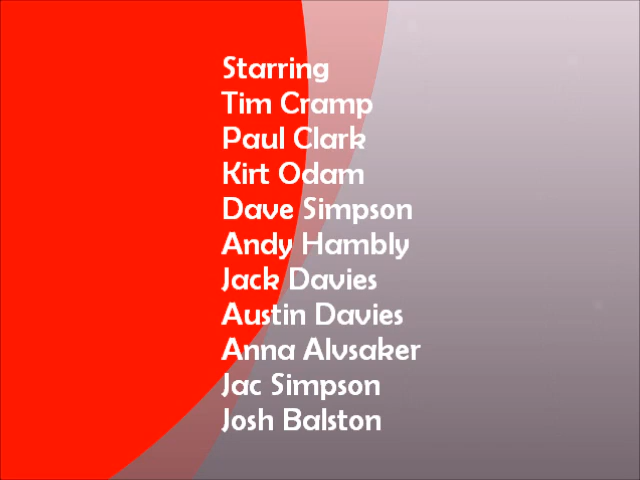 Starring
Tim Cramp
Paul Clark
Kirt Odam
Dave Simpson
Andy Hambly
Jack Davies
Austin Davies
Anna Alvsaker
Jac Simpson
Josh Balston